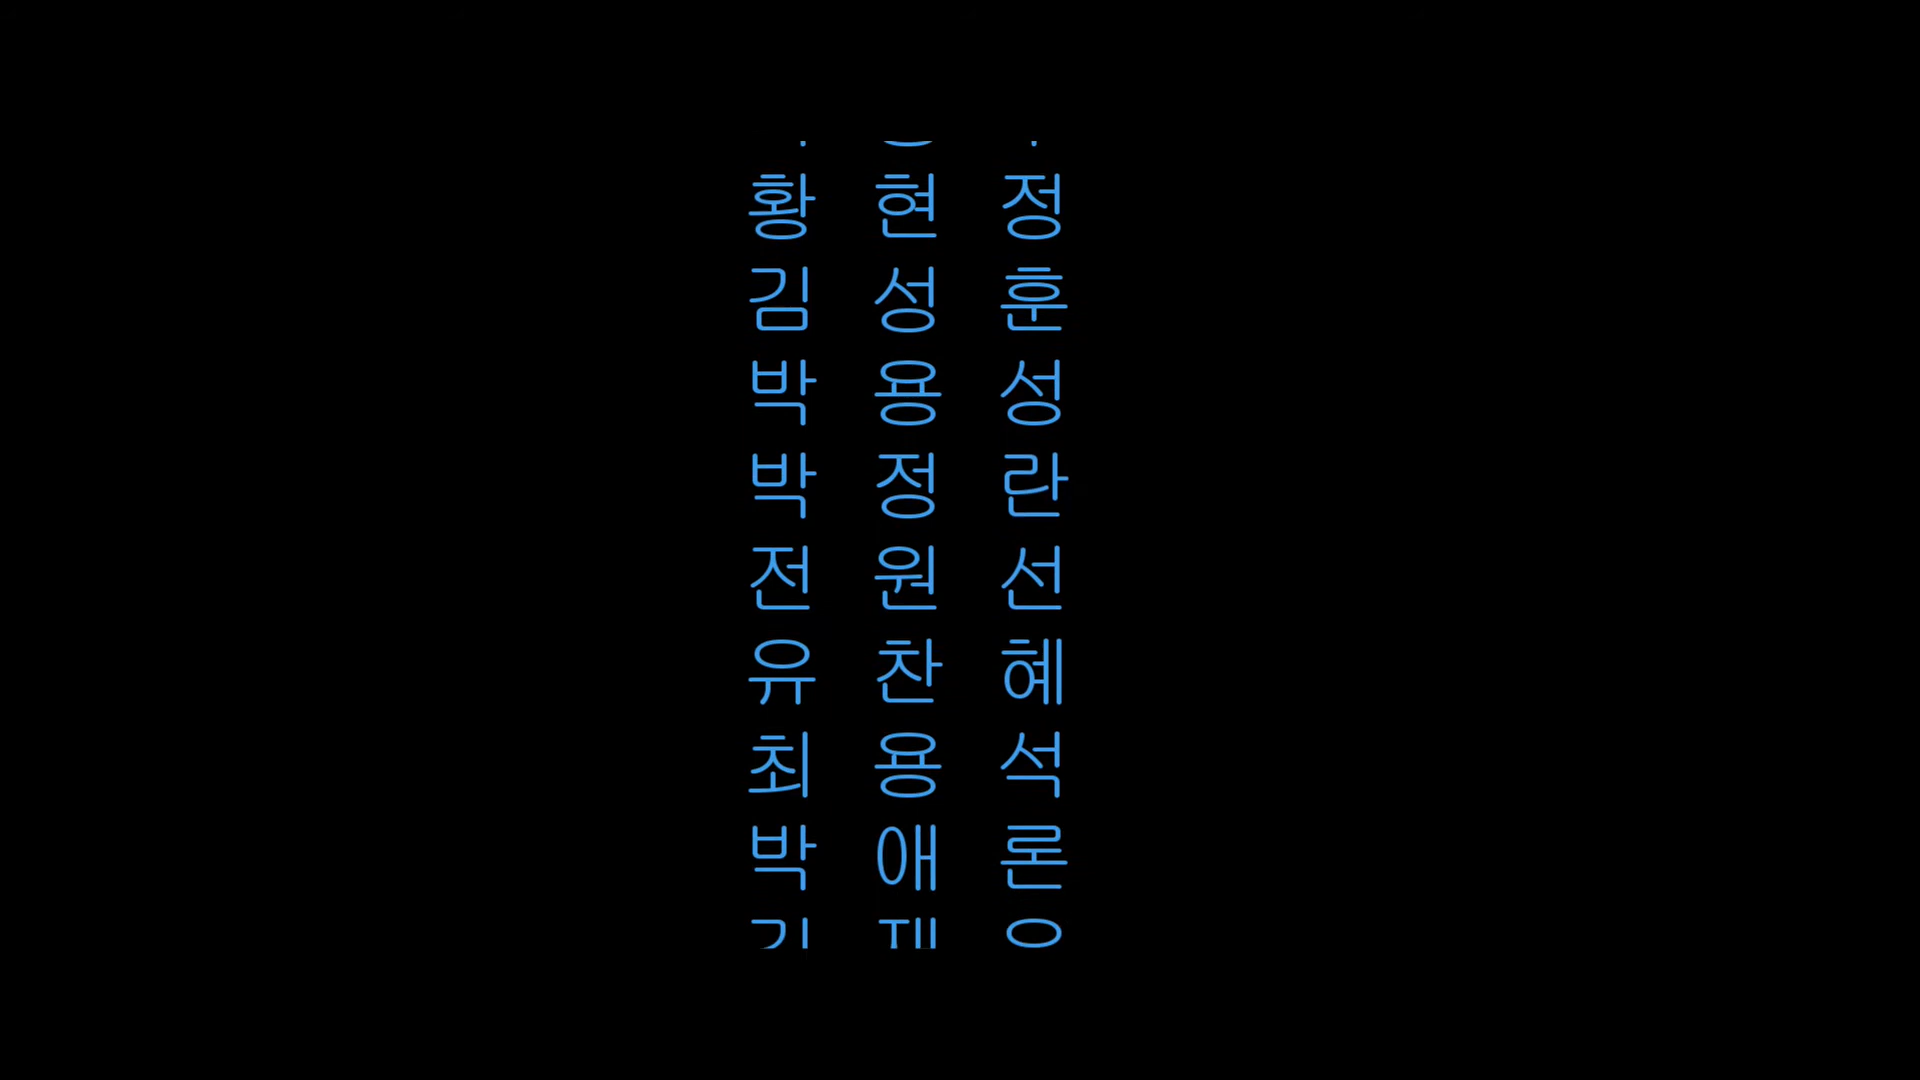 황 현 정
김 성 훈
박 용 성
박 정 란
전 원 선
유 찬 혜
최 용 석
박 애 론